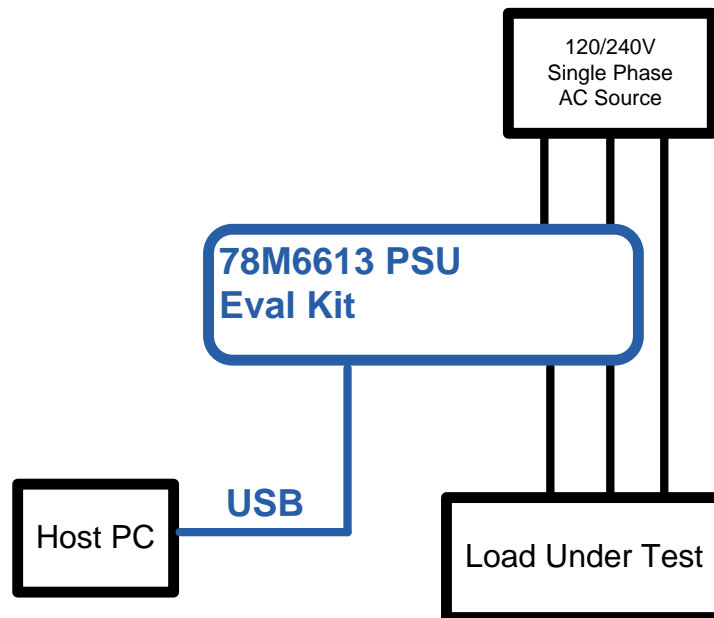 120/240V
Single Phase
AC Source
78M6613 PSU
Eval Kit
USB
Host PC
Load Under Test